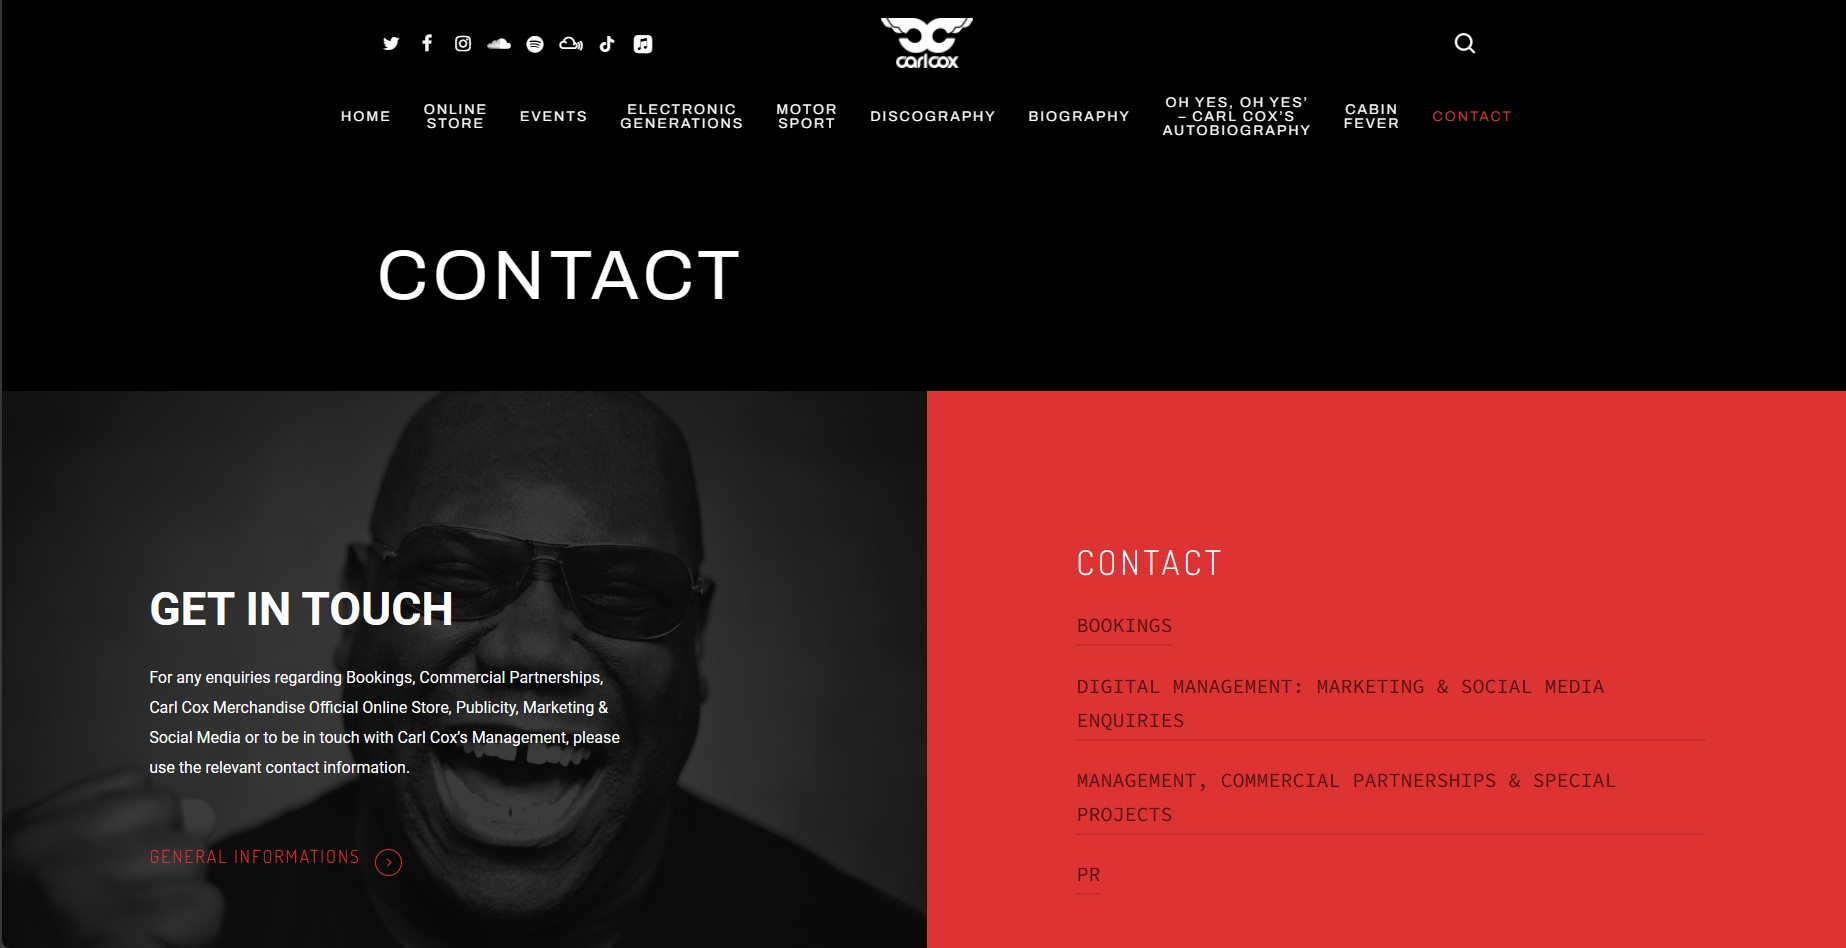 carlcox
HOME
ONLINE
STORE
EVENTS
ELECTRONIC
GENERATIONS
MOTOR
SPORT
DISCOGRAPHY
BIOGRAPHY
OH YES, OH YES’
– CARL COX’S
AUTOBIOGRAPHY
CABIN
FEVER
CONTACT
CONTACT
GET IN TOUCH
For any enquiries regarding Bookings, Commercial Partnerships,
Carl Cox Merchandise Official Online Store, Publicity, Marketing &
Social Media or to be in touch with Carl Cox’s Management, please
use the relevant contact information.
GENERAL INFORMATIONS
CONTACT
BOOKINGS
DIGITAL MANAGEMENT: MARKETING & SOCIAL MEDIA
ENQUIRIES
MANAGEMENT, COMMERCIAL PARTNERSHIPS & SPECIAL
PROJECTS
PR